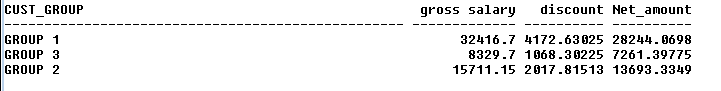 CUST_GROUP gross salary discount Net_amount
-------------------------------------------------- ------------ ---------- ----------
GROUP 1 32416.7 4172.63025 28244.0698
GROUP 3 8329.7 1068.30225 7261.39775
GROUP 2 15711.15 2017.81513 13693.3349